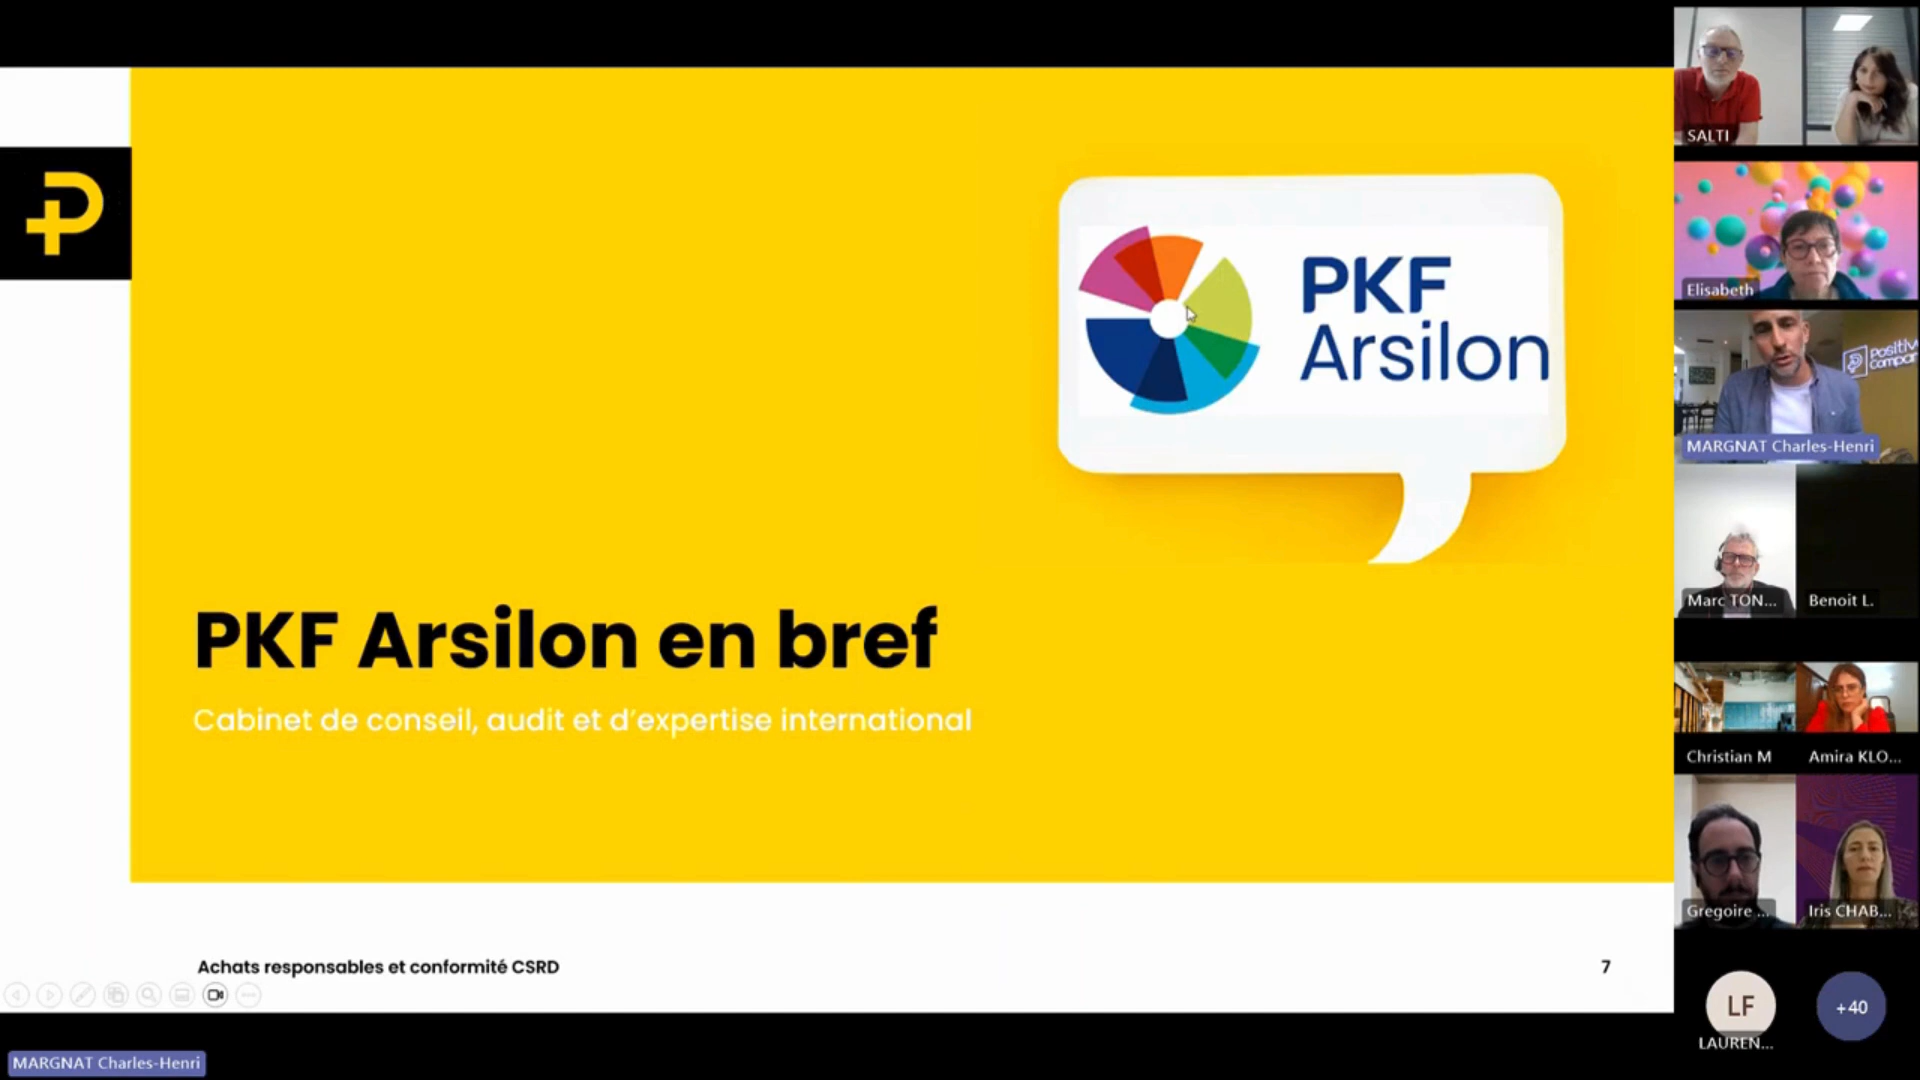 PKF
Arsilon
PKF Arsilon en bref
Cabinet de conseil, audit et d'expertise international
Achats responsables et conformité CSRD
7
MARGNAT Charles-Henri
SALTI
Elisabeth
Positiv
Compan
MARGNAT Charles-Henri
Marc TON...
Benoit L.
Christian M
Amira KLO...
Gregoire ...
Iris CHAB...
LF
+40
LAUREN...